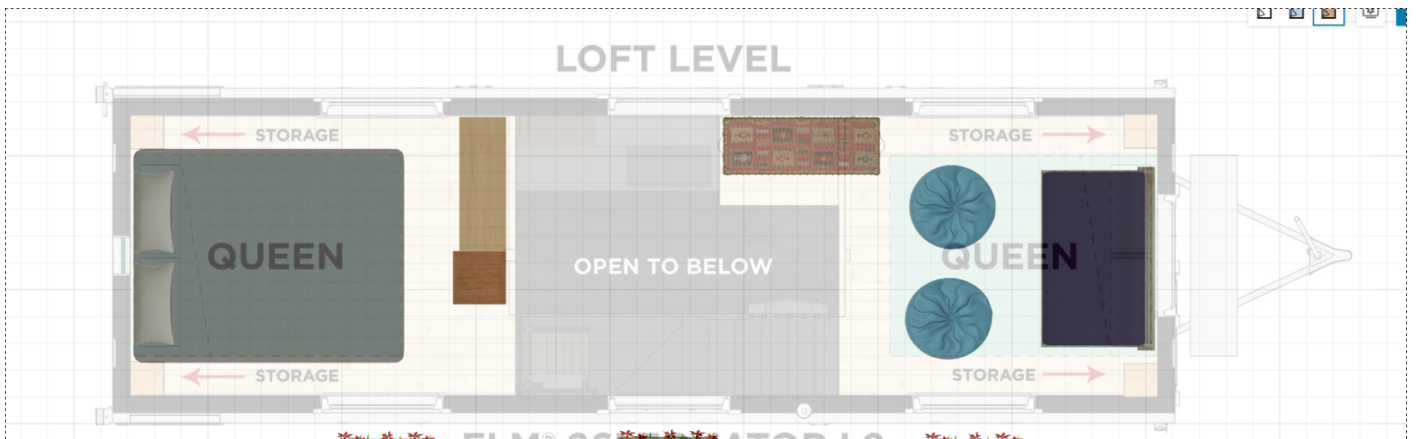 LOFT LEVEL
STORAGE
STORAGE
QUEEN
OPEN TO BELOW
QUEEN
STORAGE
STORAGE